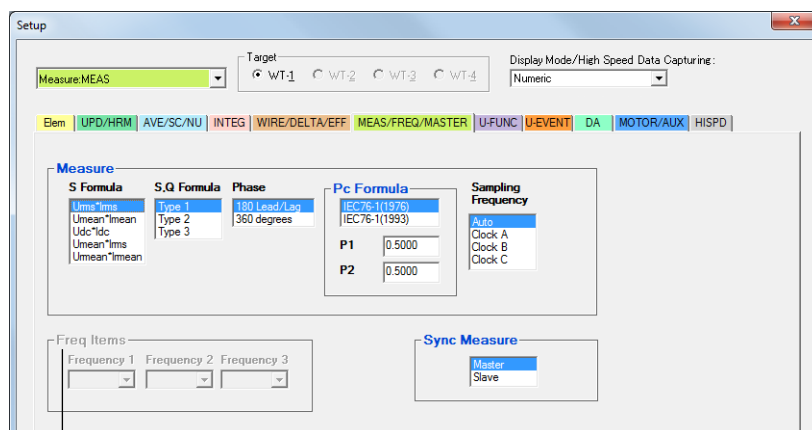 Setup
Measure:MEAS
Target
WT-1 WT-2 WT-3 WT-4
Display Mode/High Speed Data Capturing:
Numeric
Elem UPD/HRM AVE/SC/NU INTEG WIRE/DELTA/EFF MEAS/FREQ/MASTER U-FUNC U-EVENT DA MOTOR/AUX HISPD
Measure
S Formula
Urms*Irms
Umean*Imean
Udc*Idc
Umean*Irms
Urmean*Irmean
S,Q Formula
Type 1
Type 2
Type 3
Phase
180 Lead/Lag
360 degrees
Pc Formula
IEC76-1(1976)
IEC76-1(1993)
P1 0.5000
P2 0.5000
Sampling
Frequency
Auto
Clock A
Clock B
Clock C
Freq Items
Frequency 1 Frequency 2 Frequency 3
Sync Measure
Master
Slave